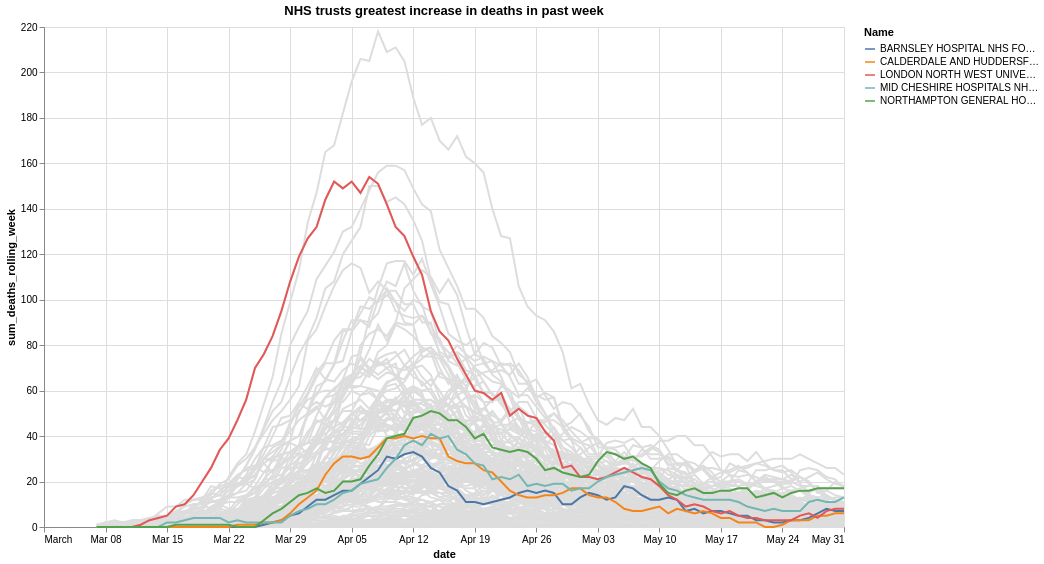 NHS trusts greatest increase in deaths in past week
Name
BARNSLEY HOSPITAL NHS FO...
CALDERDALE AND HUDDERSF...
LONDON NORTH WEST UNIVE...
MID CHESHIRE HOSPITALS NH...
NORTHAMPTON GENERAL HO...
sum_deaths_rolling_week
220
200
180
160
140
120
100
80
60
40
20
0
March Mar 08 Mar 15 Mar 22 Mar 29 Apr 05 Apr 12 Apr 19 Apr 26 May 03 May 10 May 17 May 24 May 31
date